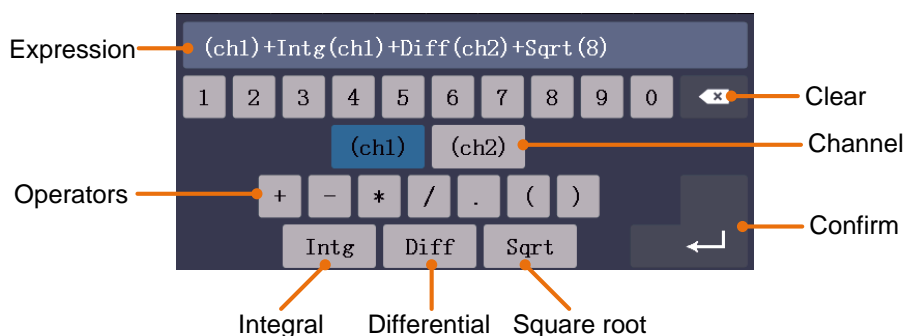 Expression
(ch1)+Intg(ch1)+Diff(ch2)+Sqrt(8)
1 2 3 4 5 6 7 8 9 0
Clear
(ch1) (ch2)
Channel
Operators
+ - * / . ( )
Confirm
Intg Diff Sqrt
Integral Differential Square root